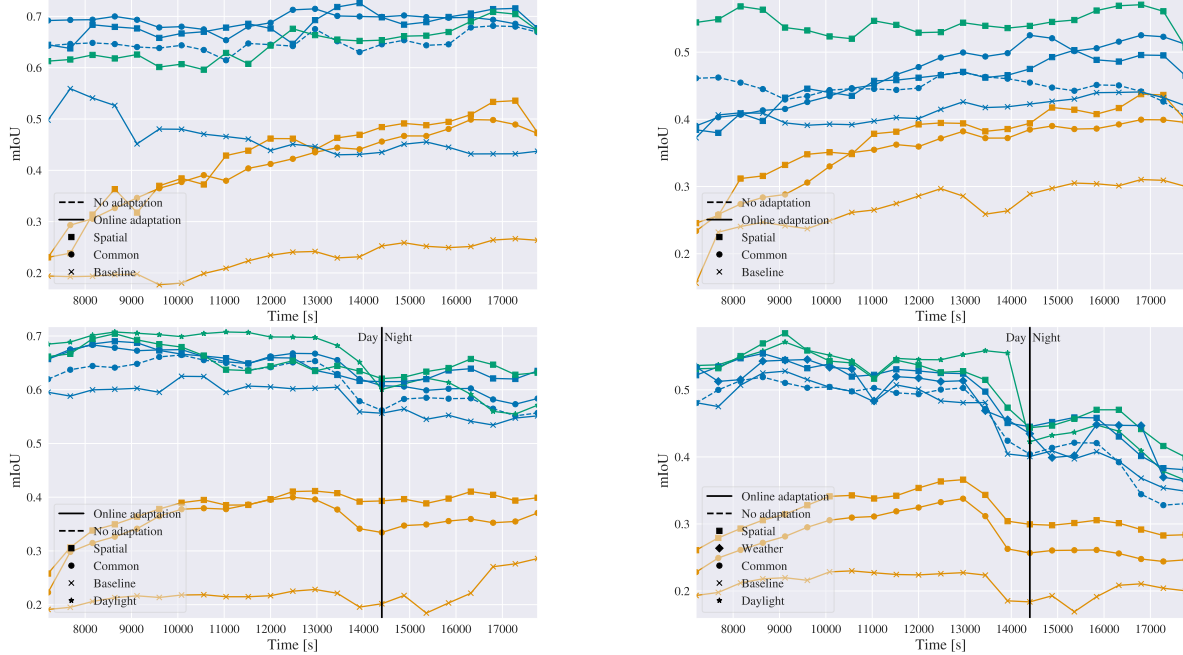 mIoU
0.7
0.6
0.5
0.4
0.3
0.2
No adaptation
Online adaptation
Spatial
Common
Baseline
8000 9000 10000 11000 12000 13000 14000 15000 16000 17000
Time [s]
mIoU
0.5
0.4
0.3
0.2
No adaptation
Online adaptation
Spatial
Common
Baseline
8000 9000 10000 11000 12000 13000 14000 15000 16000 17000
Time [s]
mIoU
0.7
0.6
0.5
0.4
0.3
0.2
Day Night
Online adaptation
No adaptation
Spatial
Common
Baseline
Daylight
8000 9000 10000 11000 12000 13000 14000 15000 16000 17000
Time [s]
mIoU
0.5
0.4
0.3
0.2
Day Night
Online adaptation
No adaptation
Spatial
Weather
Common
Baseline
Daylight
8000 9000 10000 11000 12000 13000 14000 15000 16000 17000
Time [s]